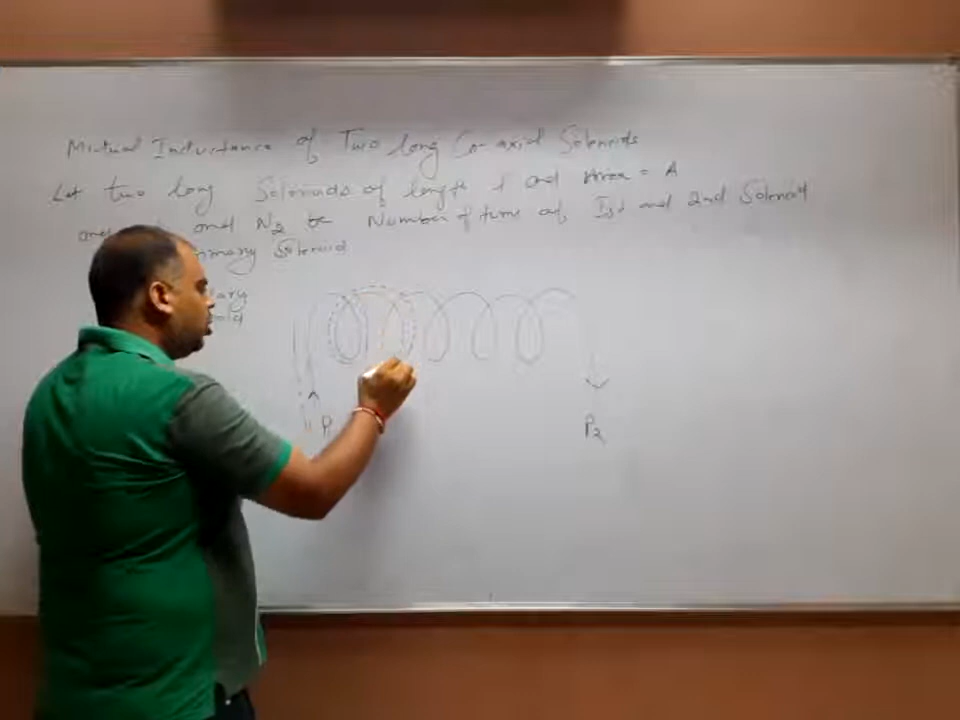 Mutual Inductance of Two long Co-axial Solenoids
Let two long Solenoids of length l and Area = A
and N2 be Number of turns of Ist and 2nd Solenoid
Solenoid
P1
P2